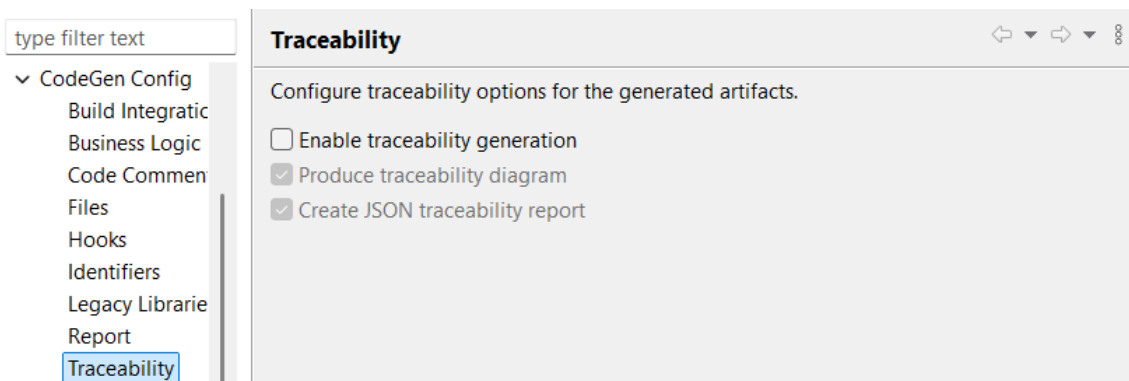 type filter text
CodeGen Config
Build Integratic
Business Logic
Code Commen
Files
Hooks
Identifiers
Legacy Librarie
Report
Traceability
Traceability
Configure traceability options for the generated artifacts.
Enable traceability generation
Produce traceability diagram
Create JSON traceability report